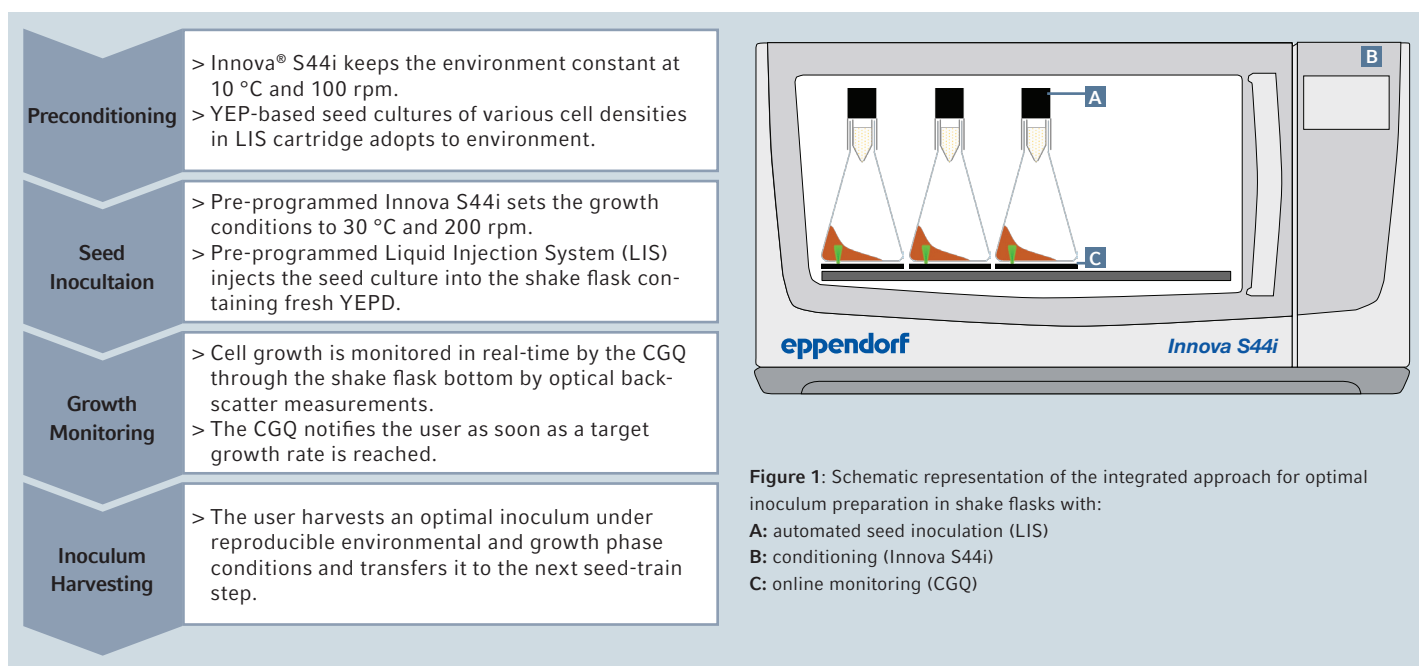 Preconditioning
> Innova® S44i keeps the environment constant at
10 °C and 100 rpm.
> YEP-based seed cultures of various cell densities
in LIS cartridge adopts to environment.
Seed
Inocultaion
> Pre-programmed Innova S44i sets the growth
conditions to 30 °C and 200 rpm.
> Pre-programmed Liquid Injection System (LIS)
injects the seed culture into the shake flask con-
taining fresh YEPD.
Growth
Monitoring
> Cell growth is monitored in real-time by the CGQ
through the shake flask bottom by optical back-
scatter measurements.
> The CGQ notifies the user as soon as a target
growth rate is reached.
Inoculum
Harvesting
> The user harvests an optimal inoculum under
reproducible environmental and growth phase
conditions and transfers it to the next seed-train
step.
B
A
C
eppendorf
Innova S44i
Figure 1: Schematic representation of the integrated approach for optimal
inoculum preparation in shake flasks with:
A: automated seed inoculation (LIS)
B: conditioning (Innova S44i)
C: online monitoring (CGQ)